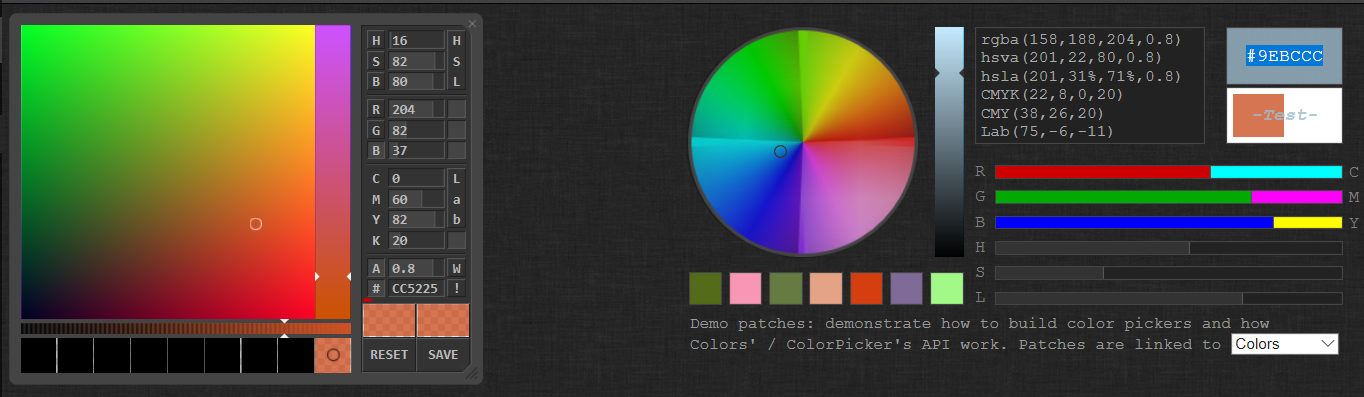 H 16 H
S 82 S
B 80 L
R 204
G 82
B 37
C 0 L
M 60 a
Y 82 b
K 20
A 0.8 W
# CC5225 !
RESET SAVE
rgba(158,188,204,0.8)
hsva(201,22,80,0.8)
hsla(201,31%,71%,0.8)
CMYK(22,8,0,20)
CMY(38,26,20)
Lab(75,-6,-11)
#9EBCCC
-Test-
R C
G M
B Y
H
S
L
Demo patches: demonstrate how to build color pickers and how
Colors' / ColorPicker's API work. Patches are linked to Colors